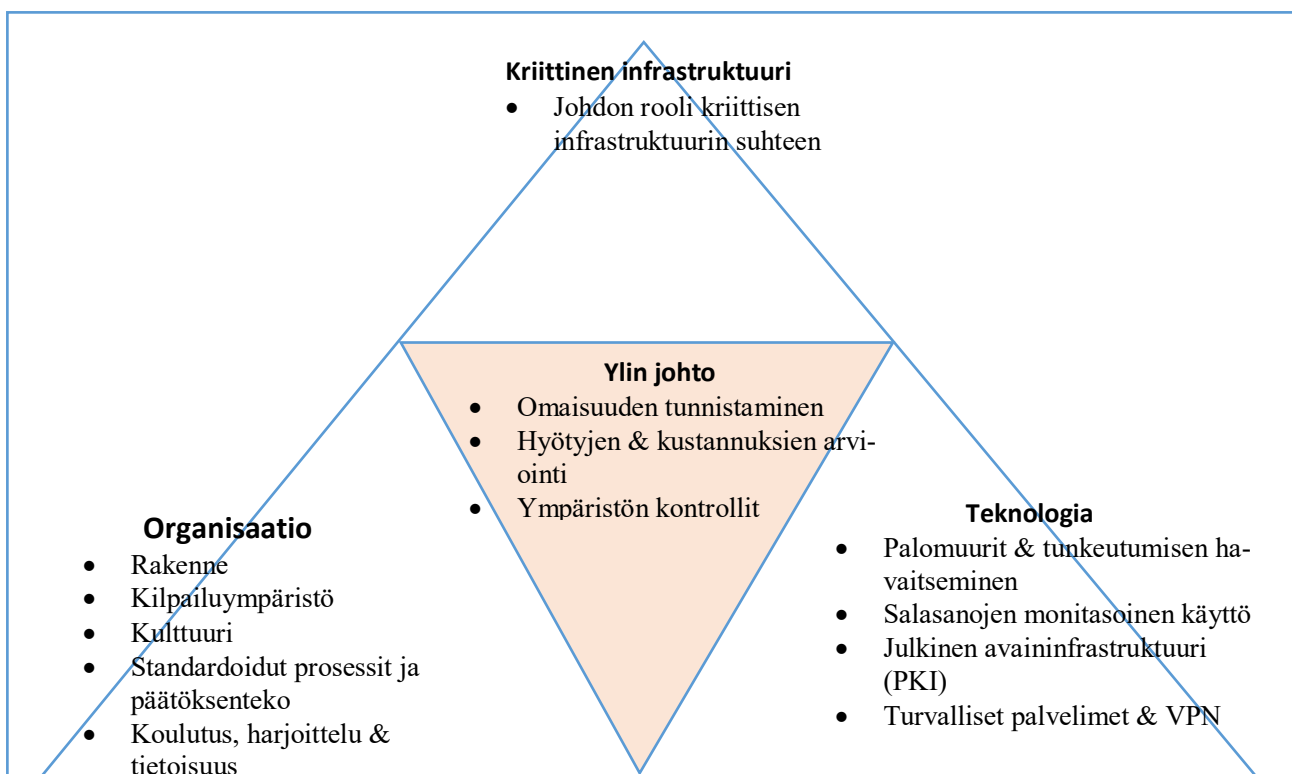 Kriittinen infrastruktuuri
• Johdon rooli kriittisen
infrastruktuurin suhteen
Ylin johto
• Omaisuuden tunnistaminen
• Hyötyjen & kustannuksien arvi-
ointi
• Ympäristön kontrollit
Organisaatio
• Rakenne
• Kilpailuympäristö
• Kulttuuri
• Standardoidut prosessit ja
päätöksenteko
• Koulutus, harjoittelu &
tietoisuus
Teknologia
• Palomuurit & tunkeutumisen ha-
vaitseminen
• Salasanojen monitasoinen käyttö
• Julkinen avaininfrastruktuuri
(PKI)
• Turvalliset palvelimet & VPN